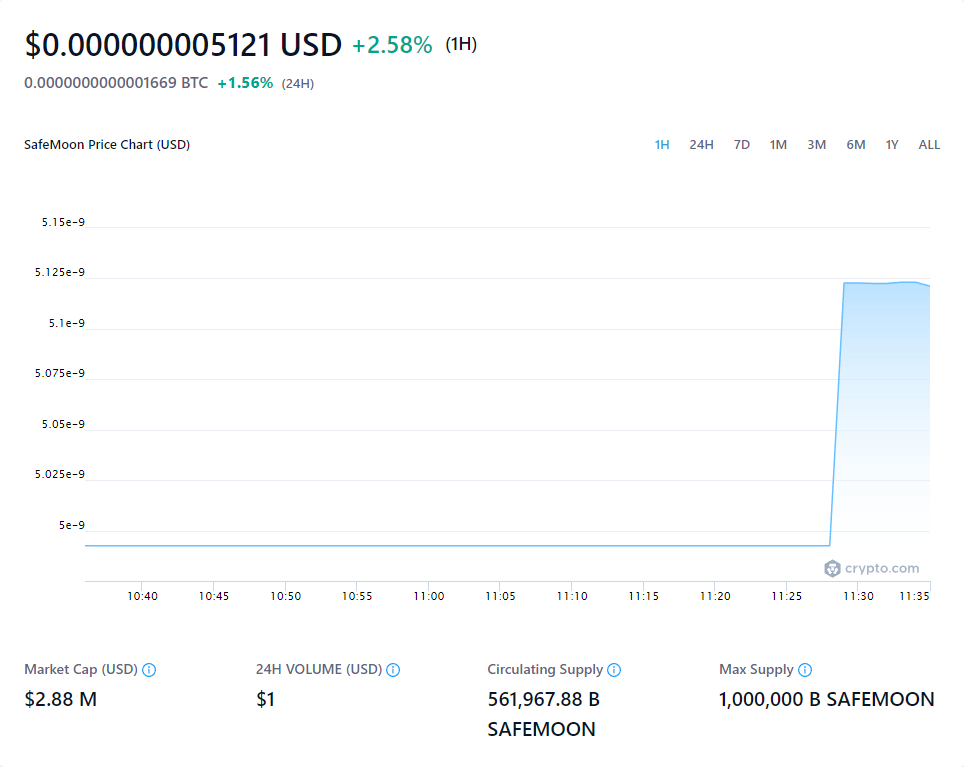 $0.000000005121 USD +2.58% (1H)
0.0000000000001669 BTC +1.56% (24H)
SafeMoon Price Chart (USD) 1H 24H 7D 1M 3M 6M 1Y ALL
5.15e-9
5.125e-9
5.1e-9
5.075e-9
5.05e-9
5.025e-9
5e-9
crypto.com
10:40 10:45 10:50 10:55 11:00 11:05 11:10 11:15 11:20 11:25 11:30 11:35
Market Cap (USD) 24H VOLUME (USD) Circulating Supply Max Supply
$2.88 M $1 561,967.88 B 1,000,000 B SAFEMOON
SAFEMOON